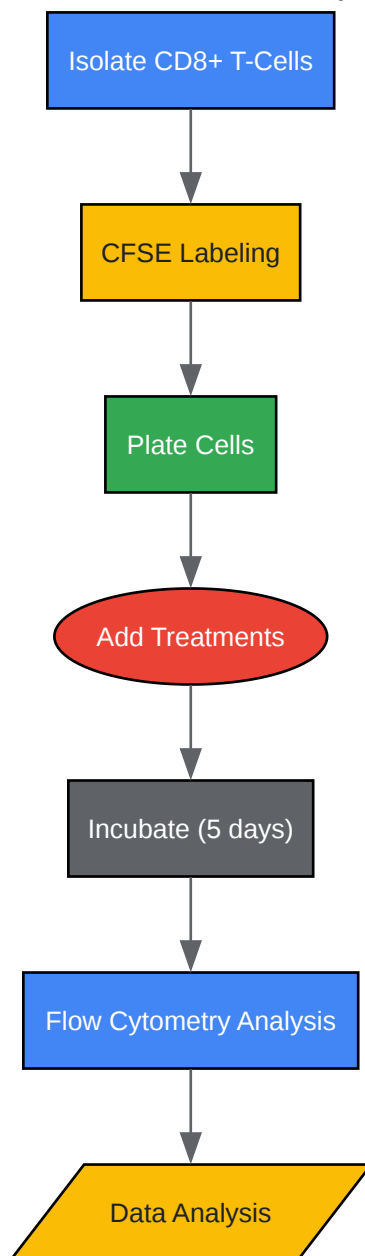 Isolate CD8+ T-Cells
CFSE Labeling
Plate Cells
Add Treatments
Incubate (5 days)
Flow Cytometry Analysis
Data Analysis